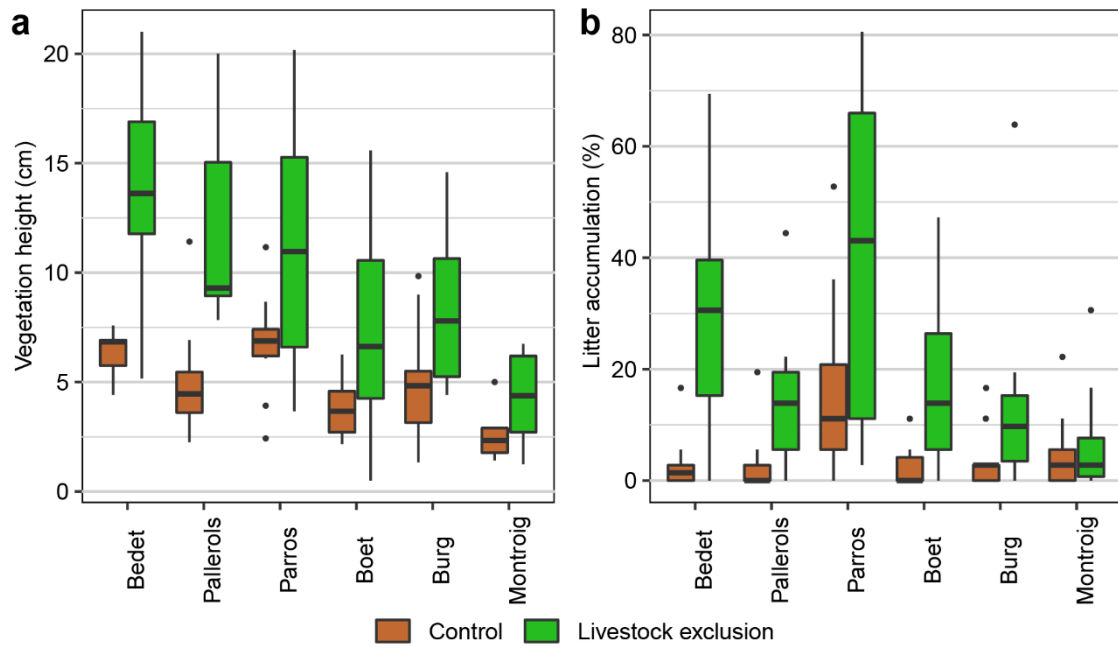 a
Vegetation height (cm)
20
15
10
5
0
Bedet
Pallerols
Parros
Boet
Burg
Montroig
b
Litter accumulation (%)
80
60
40
20
0
Bedet
Pallerols
Parros
Boet
Burg
Montroig
Control
Livestock exclusion